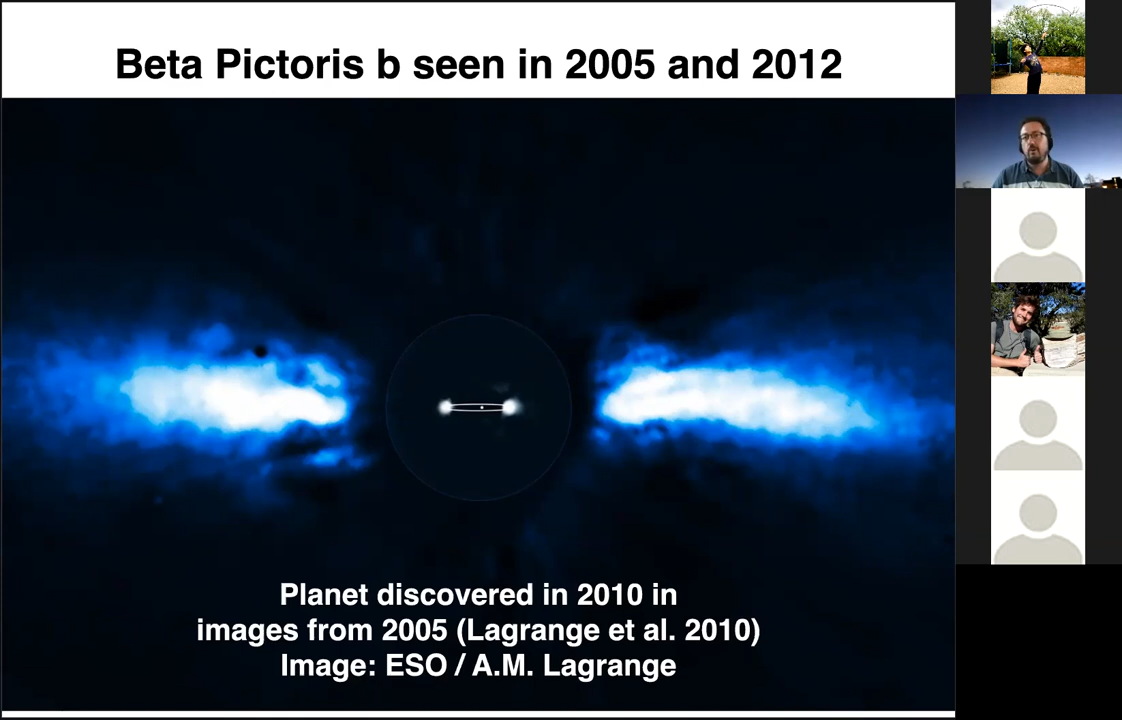 Beta Pictoris b seen in 2005 and 2012
Planet discovered in 2010 in
images from 2005 (Lagrange et al. 2010)
Image: ESO / A.M. Lagrange